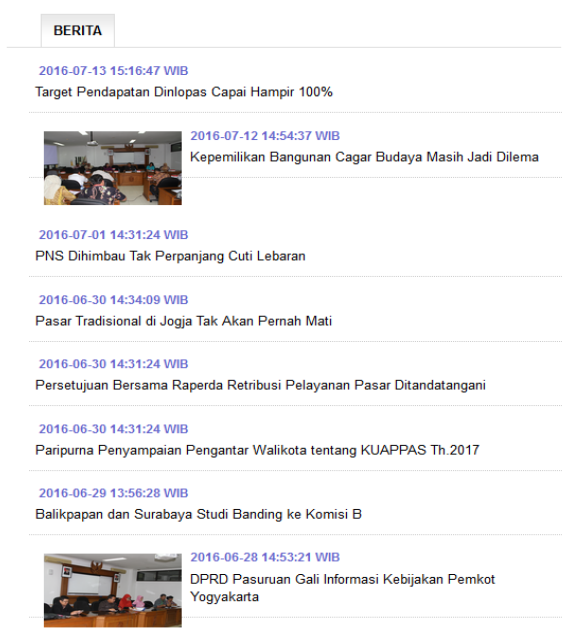 BERITA
2016-07-13 15:16:47 WIB
Target Pendapatan Dinlopas Capai Hampir 100%
2016-07-12 14:54:37 WIB
Kepemilikan Bangunan Cagar Budaya Masih Jadi Dilema
2016-07-01 14:31:24 WIB
PNS Dihimbau Tak Perpanjang Cuti Lebaran
2016-06-30 14:34:09 WIB
Pasar Tradisional di Jogja Tak Akan Pernah Mati
2016-06-30 14:31:24 WIB
Persetujuan Bersama Raperda Retribusi Pelayanan Pasar Ditandatangani
2016-06-30 14:31:24 WIB
Paripurna Penyampaian Pengantar Walikota tentang KUAPPAS Th.2017
2016-06-29 13:56:28 WIB
Balikpapan dan Surabaya Studi Banding ke Komisi B
2016-06-28 14:53:21 WIB
DPRD Pasuruan Gali Informasi Kebijakan Pemkot
Yogyakarta